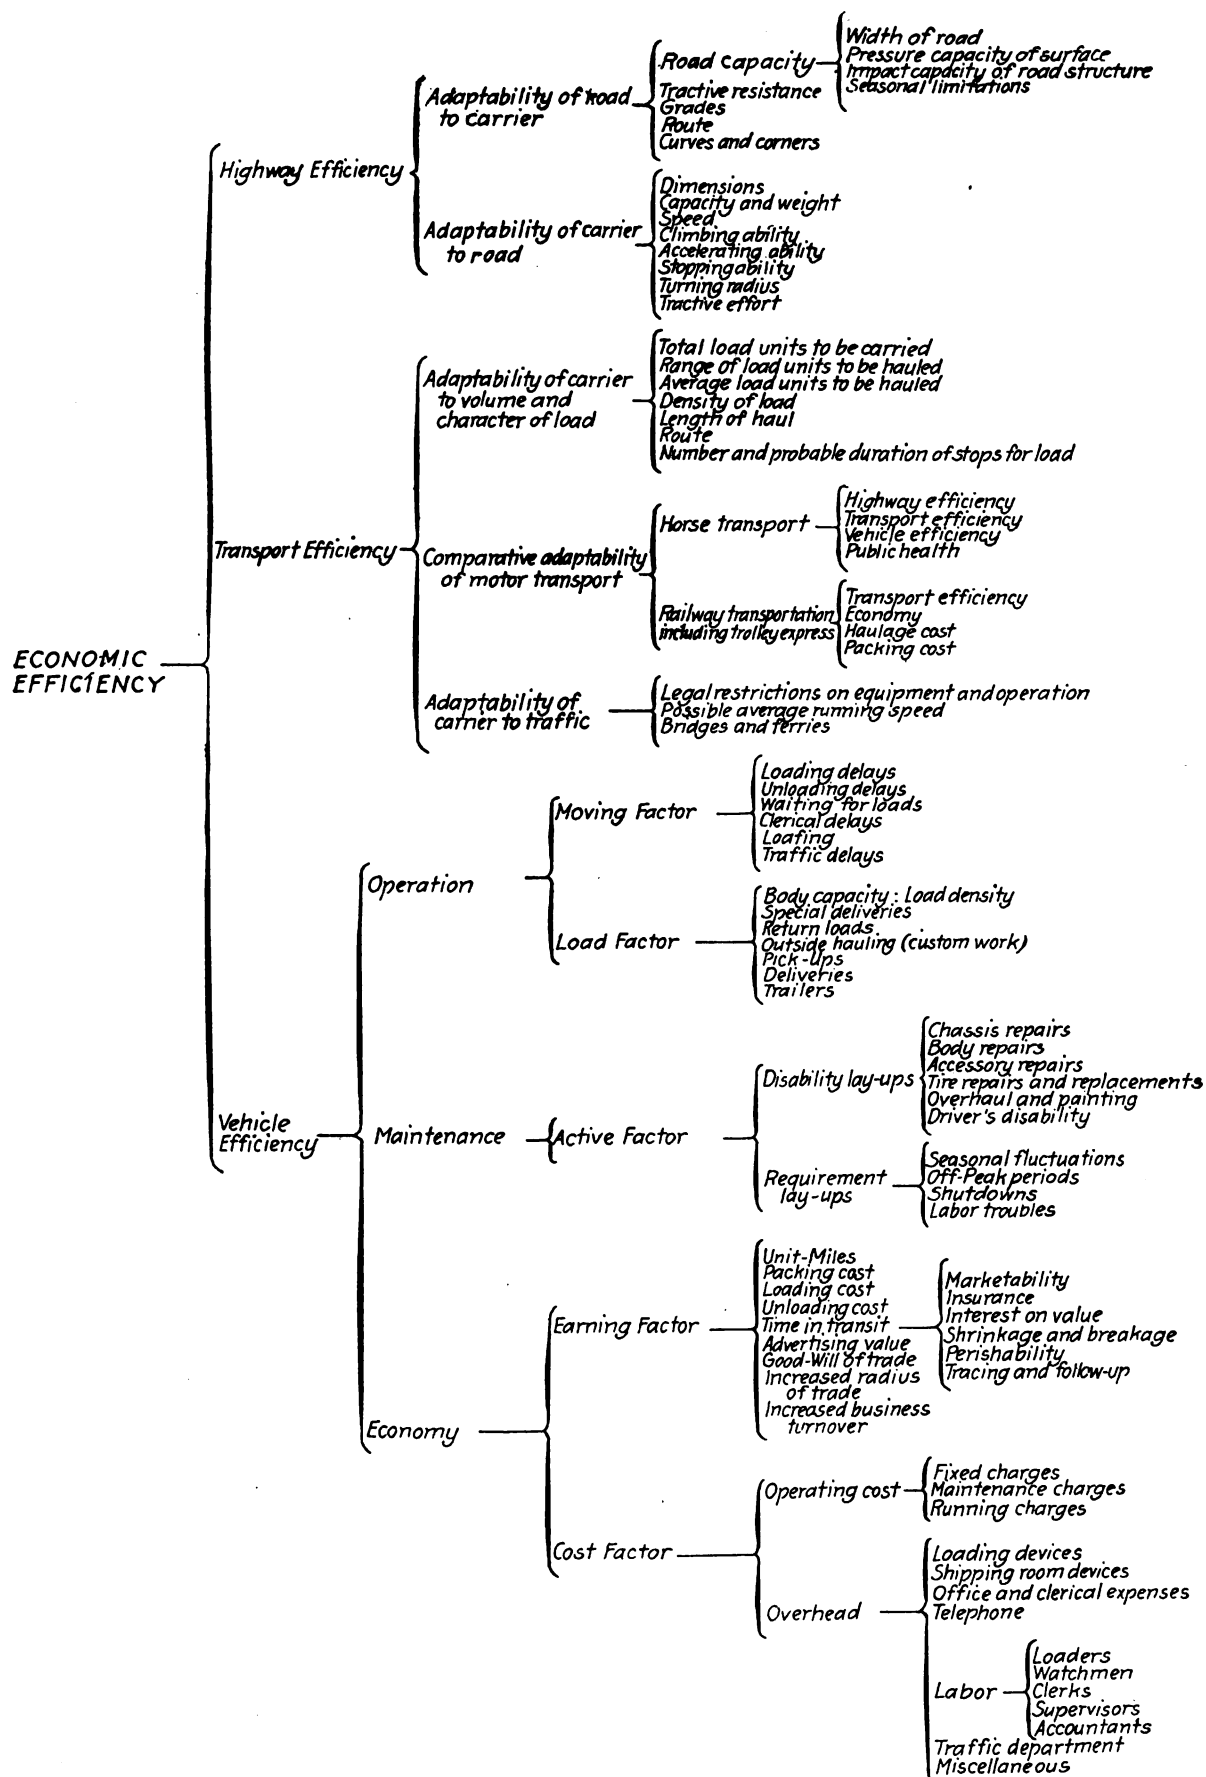 ECONOMIC
EFFICIENCY
Highway Efficiency
Adaptability of road
to carrier
Road capacity
Width of road
Pressure capacity of surface
Impact capacity of road structure
Seasonal limitations
Tractive resistance
Grades
Route
Curves and corners
Adaptability of carrier
to road
Dimensions
Capacity and weight
Speed
Climbing ability
Accelerating ability
Stopping ability
Turning radius
Tractive effort
Transport Efficiency
Adaptability of carrier
to volume and
character of load
Total load units to be carried
Range of load units to be hauled
Average load units to be hauled
Density of load
Length of haul
Route
Number and probable duration of stops for load
Comparative adaptability
of motor transport
Horse transport
Highway efficiency
Transport efficiency
Vehicle efficiency
Public health
Railway transportation
including trolley express
Transport efficiency
Economy
Haulage cost
Packing cost
Adaptability of
carrier to traffic
Legal restrictions on equipment and operation
Possible average running speed
Bridges and ferries
Vehicle
Efficiency
Operation
Moving Factor
Loading delays
Unloading delays
Waiting for loads
Clerical delays
Loafing
Traffic delays
Load Factor
Body capacity : Load density
Special deliveries
Return loads
Outside hauling (custom work)
Pick-Ups
Deliveries
Trailers
Maintenance
Active Factor
Disability lay-ups
Chassis repairs
Body repairs
Accessory repairs
Tire repairs and replacements
Overhaul and painting
Driver's disability
Requirement
lay-ups
Seasonal fluctuations
Off-Peak periods
Shutdowns
Labor troubles
Economy
Earning Factor
Unit-Miles
Packing cost
Loading cost
Unloading cost
Time in transit
Marketability
Insurance
Interest on value
Shrinkage and breakage
Perishability
Tracing and follow-up
Advertising value
Good-Will of trade
Increased radius
of trade
Increased business
turnover
Cost Factor
Operating cost
Fixed charges
Maintenance charges
Running charges
Overhead
Loading devices
Shipping room devices
Office and clerical expenses
Telephone
Labor
Loaders
Watchmen
Clerks
Supervisors
Accountants
Traffic department
Miscellaneous